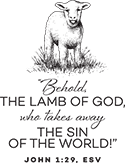 "Behold,
THE LAMB OF GOD,
who takes away
THE SIN
OF THE WORLD!"
JOHN 1:29, ESV